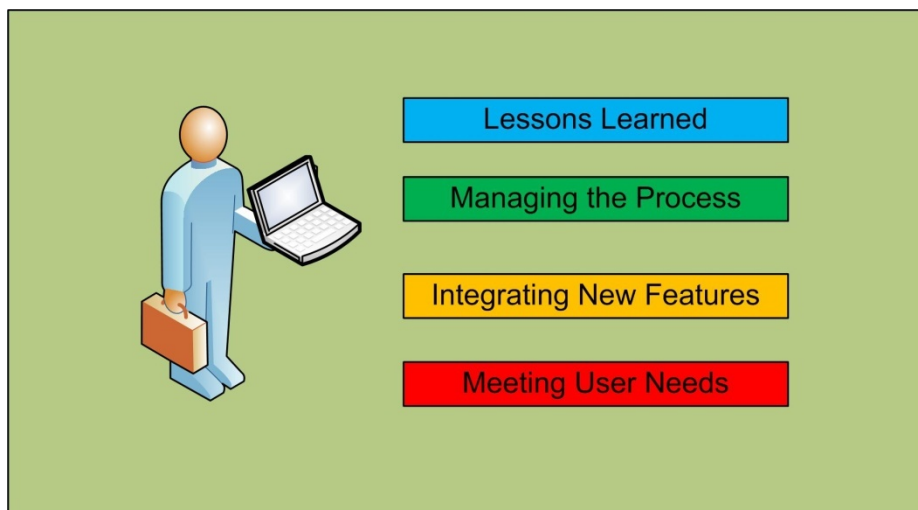 Lessons Learned
Managing the Process
Integrating New Features
Meeting User Needs